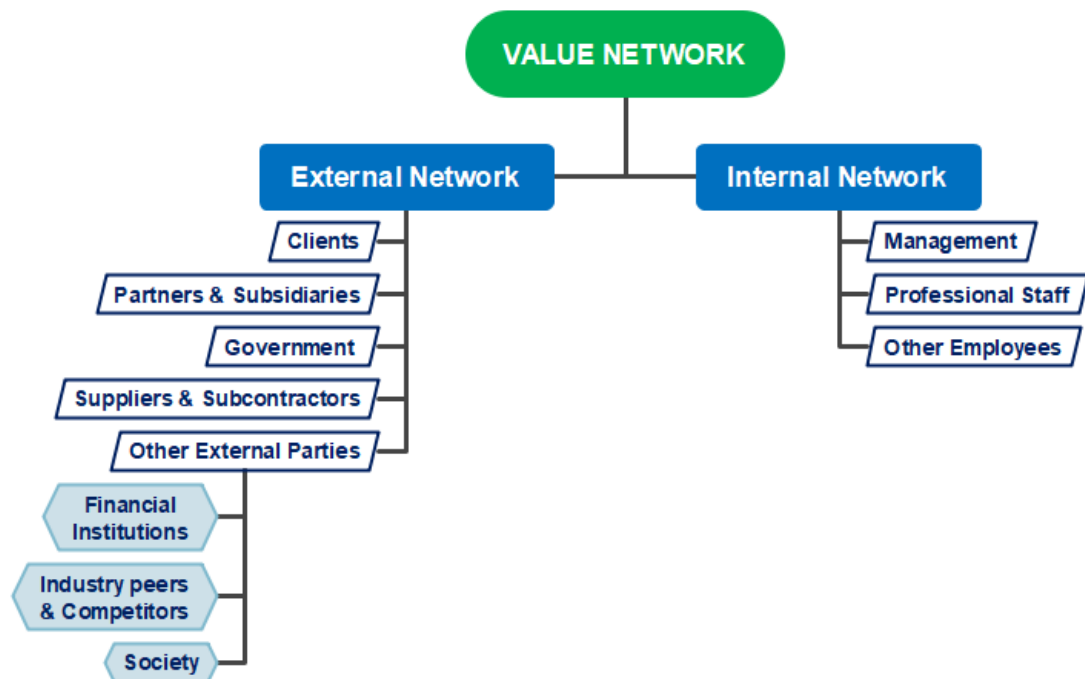 VALUE NETWORK
External Network
Internal Network
Clients
Partners & Subsidiaries
Government
Suppliers & Subcontractors
Other External Parties
Financial
Institutions
Industry peers
& Competitors
Society
Management
Professional Staff
Other Employees